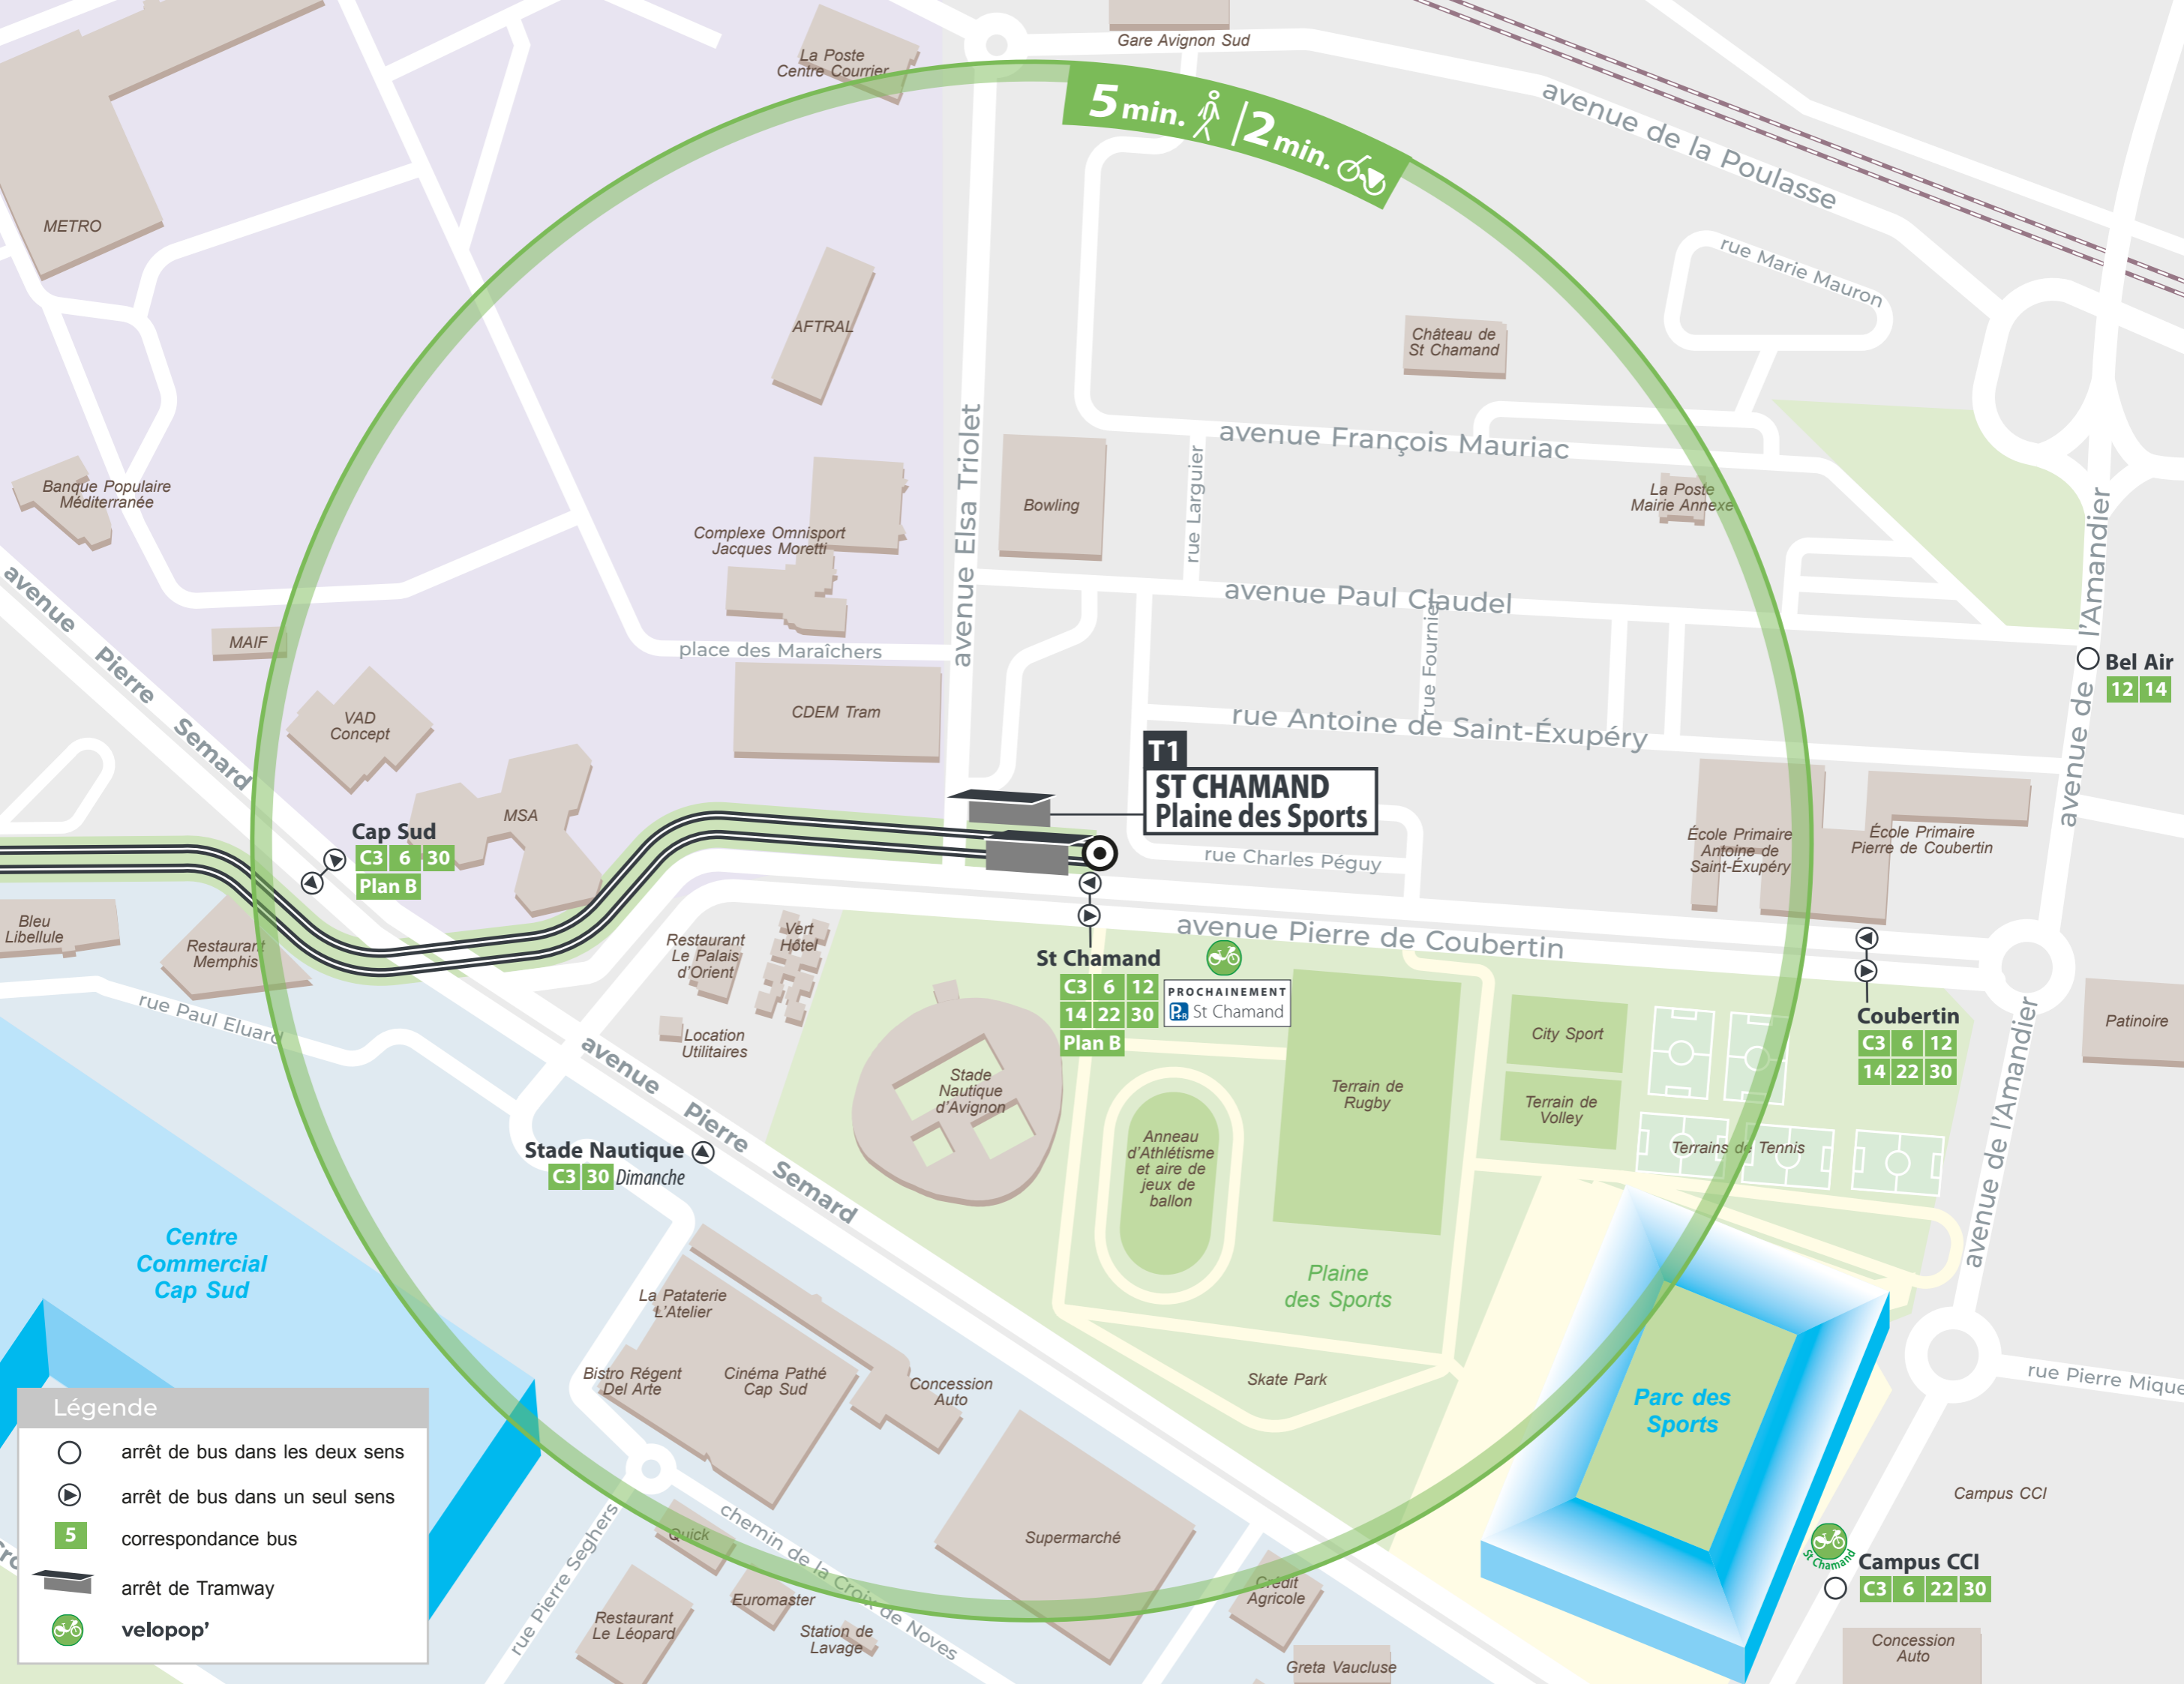 Gare Avignon Sud
La Poste
Centre Courrier
5 min. 2 min.
avenue de la Poulasse
METRO
rue Marie Mauron
AFTRAL
Château de
St Chamand
avenue Elsa Triolet
avenue François Mauriac
rue Larguier
Banque Populaire
Méditerranée
Bowling
La Poste
Mairie Annexe
Complexe Omnisport
Jacques Moretti
avenue de l'Amandier
avenue Pierre Semard
avenue Paul Claudel
rue Fournier
MAIF
place des Maraîchers
Bel Air
12 14
VAD
Concept
CDEM Tram
rue Antoine de Saint-Éxupéry
T1
ST CHAMAND
Plaine des Sports
MSA
Cap Sud
C3 6 30
Plan B
rue Charles Péguy
École Primaire
Antoine de
Saint-Éxupéry
École Primaire
Pierre de Coubertin
Bleu
Libellule
Restaurant
Memphis
Restaurant
Le Palais
d'Orient
Vert
Hôtel
avenue Pierre de Coubertin
St Chamand
C3 6 12
14 22 30
Plan B
PROCHAINEMENT
P+R St Chamand
rue Paul Eluard
Location
Utilitaires
City Sport
Coubertin
C3 6 12
14 22 30
Patinoire
avenue Pierre Semard
Stade
Nautique
d'Avignon
Terrain de
Rugby
Terrain de
Volley
Anneau
d'Athlétisme
et aire de
jeux de
ballon
Terrains de Tennis
avenue de l'Amandier
Stade Nautique
C3 30 Dimanche
Centre
Commercial
Cap Sud
Plaine
des Sports
La Pataterie
L'Atelier
Bistro Régent
Del Arte
Cinéma Pathé
Cap Sud
Concession
Auto
Skate Park
Parc des
Sports
rue Pierre Mique
Légende
arrêt de bus dans les deux sens
arrêt de bus dans un seul sens
5 correspondance bus
arrêt de Tramway
velopop'
Campus CCI
Quick
chemin de la Croix de Noves
rue Pierre Seghers
Supermarché
St Chamand
Campus CCI
C3 6 22 30
Euromaster
Crédit
Agricole
Restaurant
Le Léopard
Station de
Lavage
Greta Vaucluse
Concession
Auto